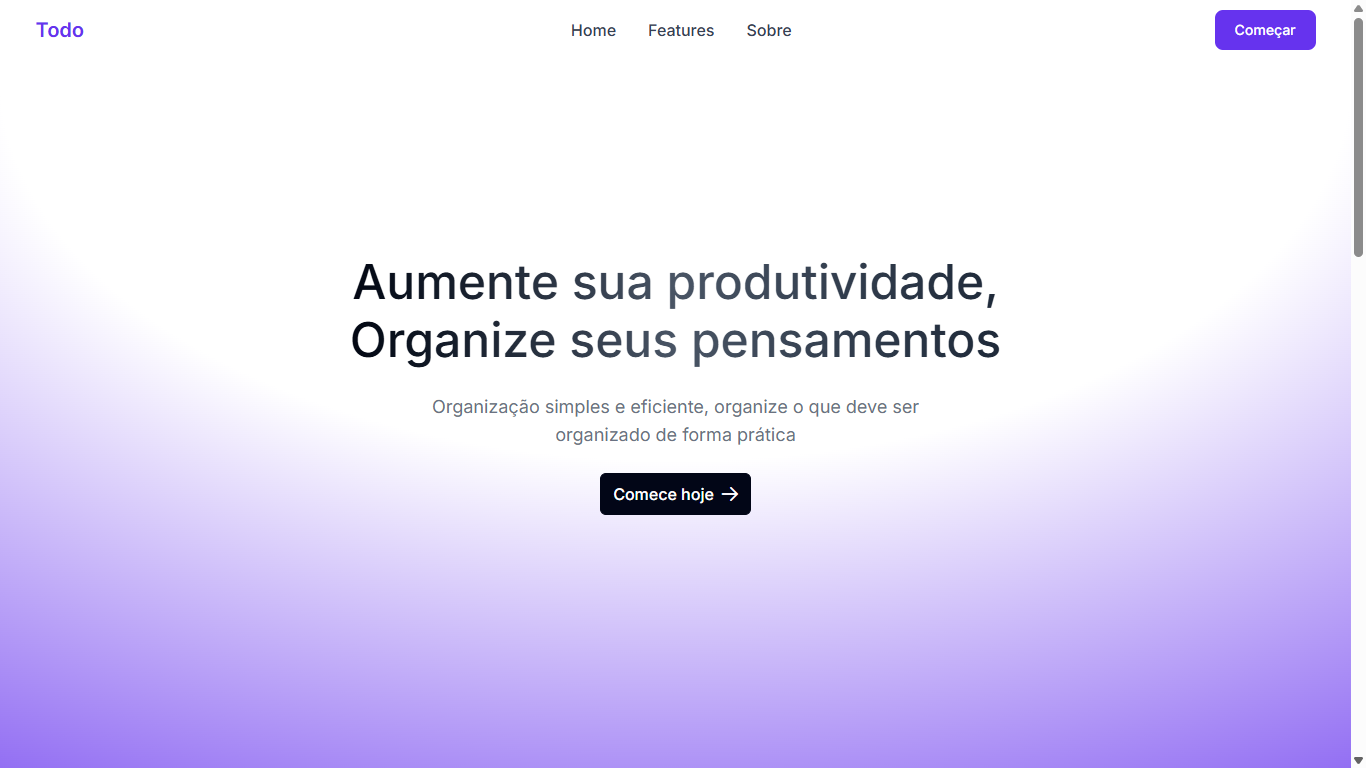 Todo
Home Features Sobre
Começar
Aumente sua produtividade,
Organize seus pensamentos
Organização simples e eficiente, organize o que deve ser
organizado de forma prática
Comece hoje